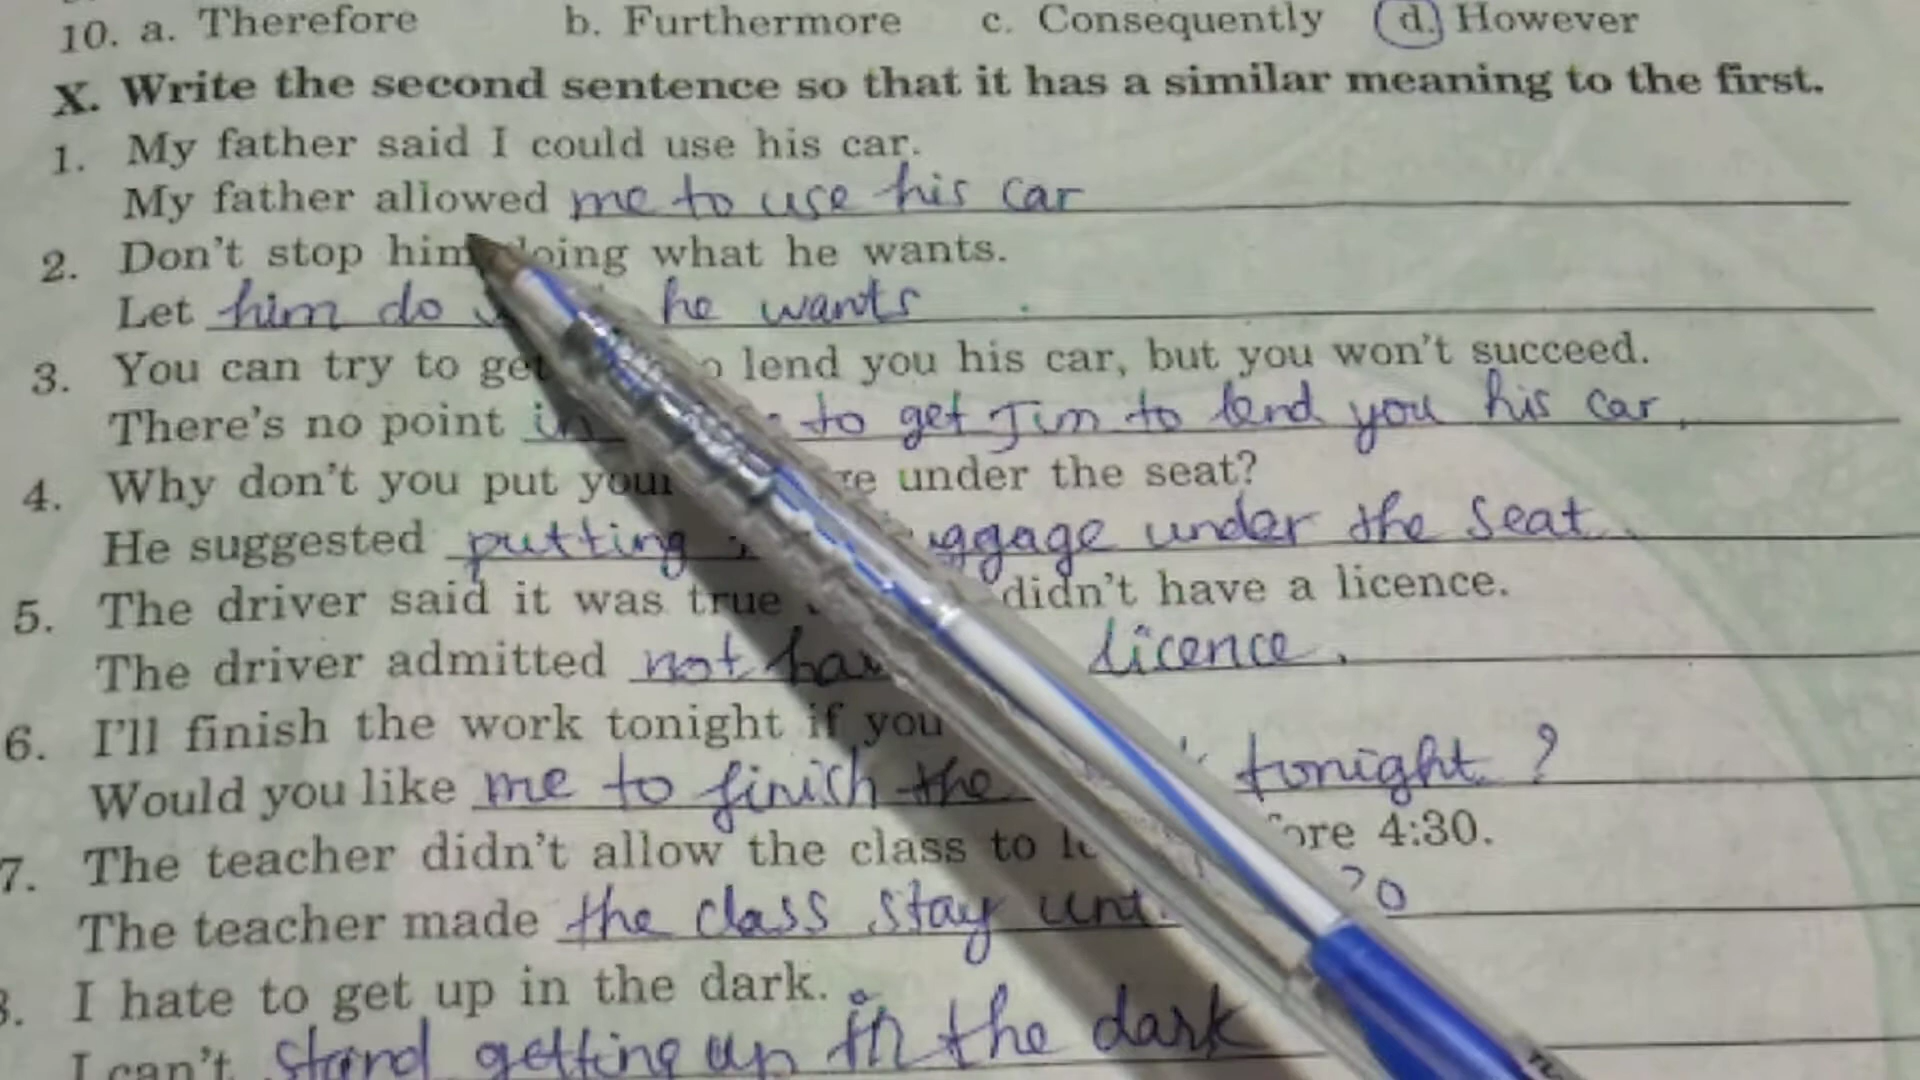 10. a. Therefore b. Furthermore c. Consequently d. However
X. Write the second sentence so that it has a similar meaning to the first.
1. My father said I could use his car.
My father allowed me to use his car
2. Don't stop him doing what he wants.
Let him do he wants
3. You can try to get lend you his car, but you won't succeed.
There's no point in to get Jim to lend you his car.
4. Why don't you put your under the seat?
He suggested putting under the seat.
5. The driver said it was true didn't have a licence.
The driver admitted not licence.
6. I'll finish the work tonight if you
Would you like me to finish the tonight?
7. The teacher didn't allow the class to 4:30.
The teacher made the class stay
I hate to get up in the dark.
I can't stand getting up in the dark